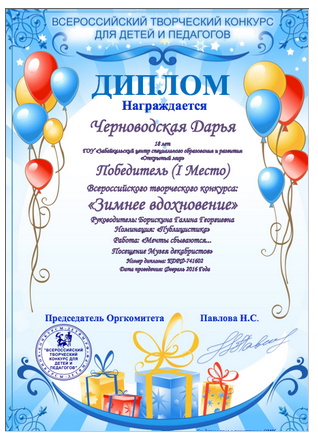 ВСЕРОССИЙСКИЙ ТВОРЧЕСКИЙ КОНКУРС
ДЛЯ ДЕТЕЙ И ПЕДАГОГОВ
ДИПЛОМ
Награждается
Черноводская Дарья
18 лет
ГОУ «Забайкальский центр специального образования и развития
«Открытый мир»
Победитель (I Место)
Всероссийского творческого конкурса:
«Зимнее вдохновение»
Руководитель: Борискина Галина Георгиевна
Номинация: «Публицистика»
Работа: «Мечты сбываются...
Посещение Музея декабристов»
Номер диплома: КДФВ-741602
Дата проведения: Февраль 2016 Года
Председатель Оргкомитета Павлова Н.С.
"ВСЕРОССИЙСКИЙ
ТВОРЧЕСКИЙ
КОНКУРС ДЛЯ
ДЕТЕЙ И
ПЕДАГОГОВ"